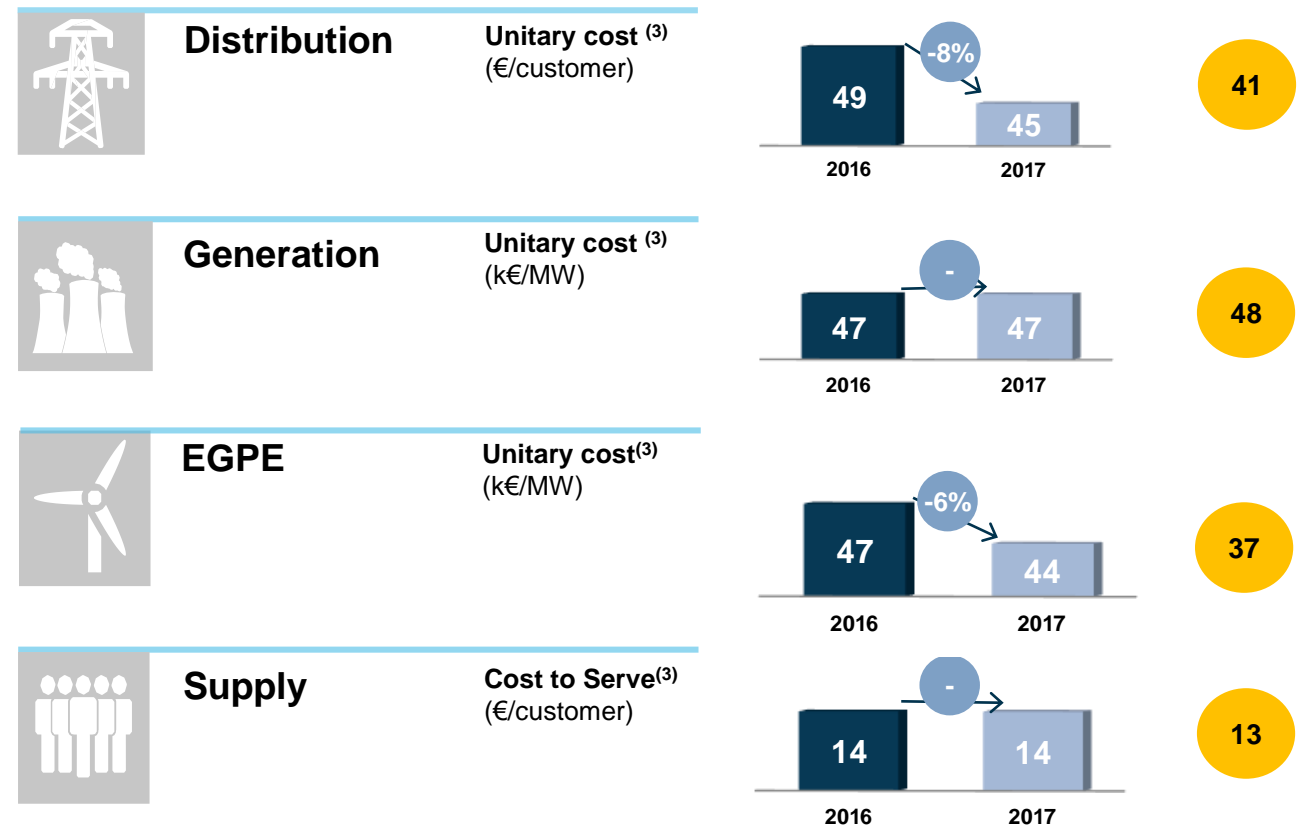 Distribution
Unitary cost (3)
(€/customer)
-8%
49
45
2016 2017
41
Generation
Unitary cost (3)
(k€/MW)
-
47 47
2016 2017
48
EGPE
Unitary cost(3)
(k€/MW)
-6%
47
44
2016 2017
37
Supply
Cost to Serve(3)
(€/customer)
-
14 14
2016 2017
13